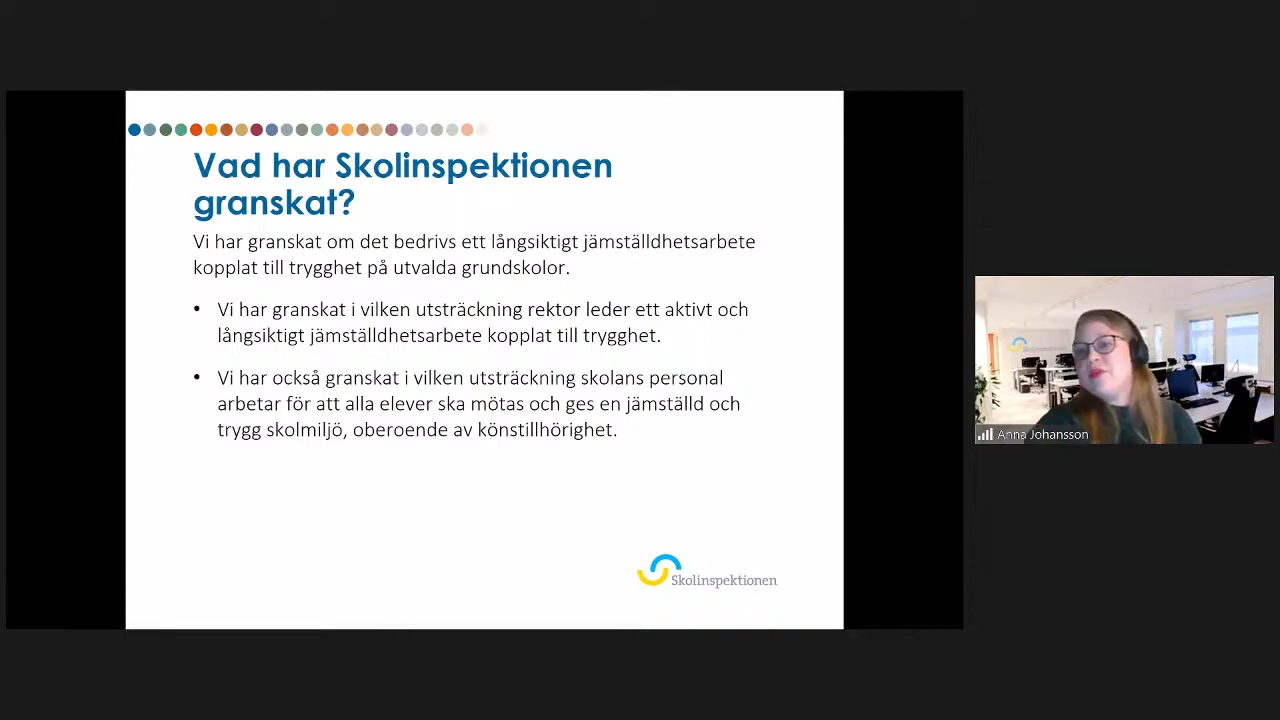 Vad har Skolinspektionen
granskat?
Vi har granskat om det bedrivs ett långsiktigt jämställdhetsarbete
kopplat till trygghet på utvalda grundskolor.
• Vi har granskat i vilken utsträckning rektor leder ett aktivt och
långsiktigt jämställdhetsarbete kopplat till trygghet.
• Vi har också granskat i vilken utsträckning skolans personal
arbetar för att alla elever ska mötas och ges en jämställd och
trygg skolmiljö, oberoende av könstillhörighet.
Skolinspektionen
Anna Johansson